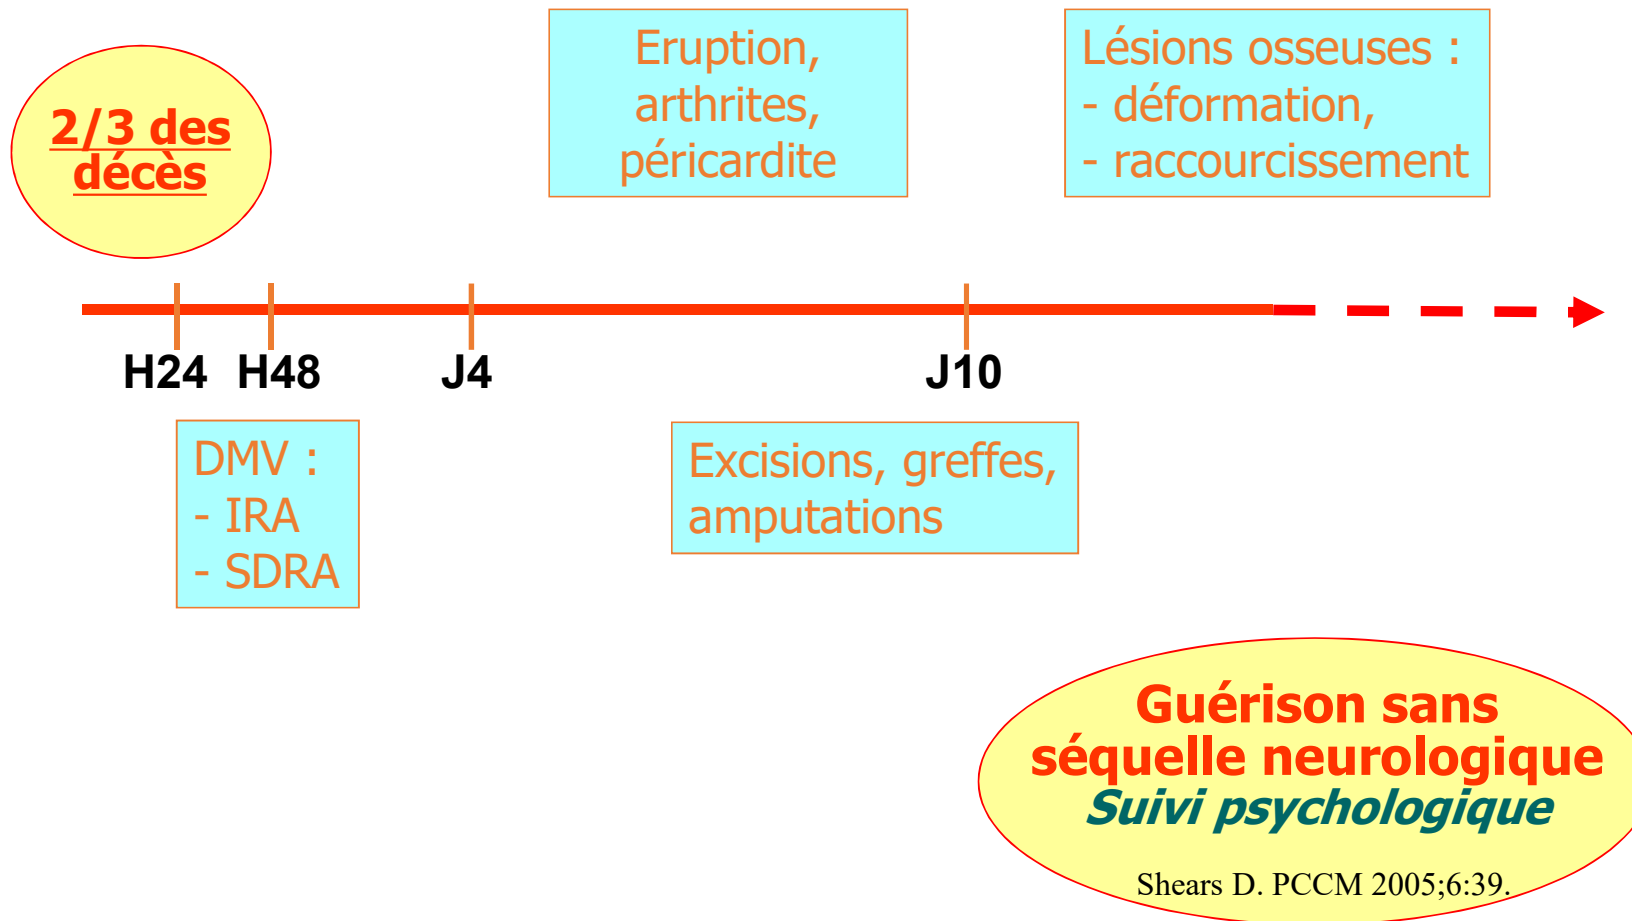 2/3 des
décès
Eruption,
arthrites,
péricardite
Lésions osseuses :
- déformation,
- raccourcissement
H24
H48
J4
J10
DMV :
- IRA
- SDRA
Excisions, greffes,
amputations
Guérison sans
séquelle neurologique
Suivi psychologique
Shears D. PCCM 2005;6:39.